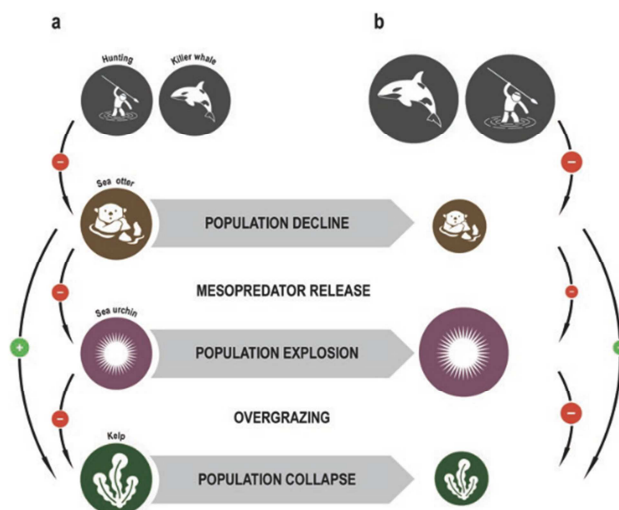 a
b
Hunting
Killer whale
Sea otter
POPULATION DECLINE
MESOPREDATOR RELEASE
Sea urchin
POPULATION EXPLOSION
OVERGRAZING
Kelp
POPULATION COLLAPSE